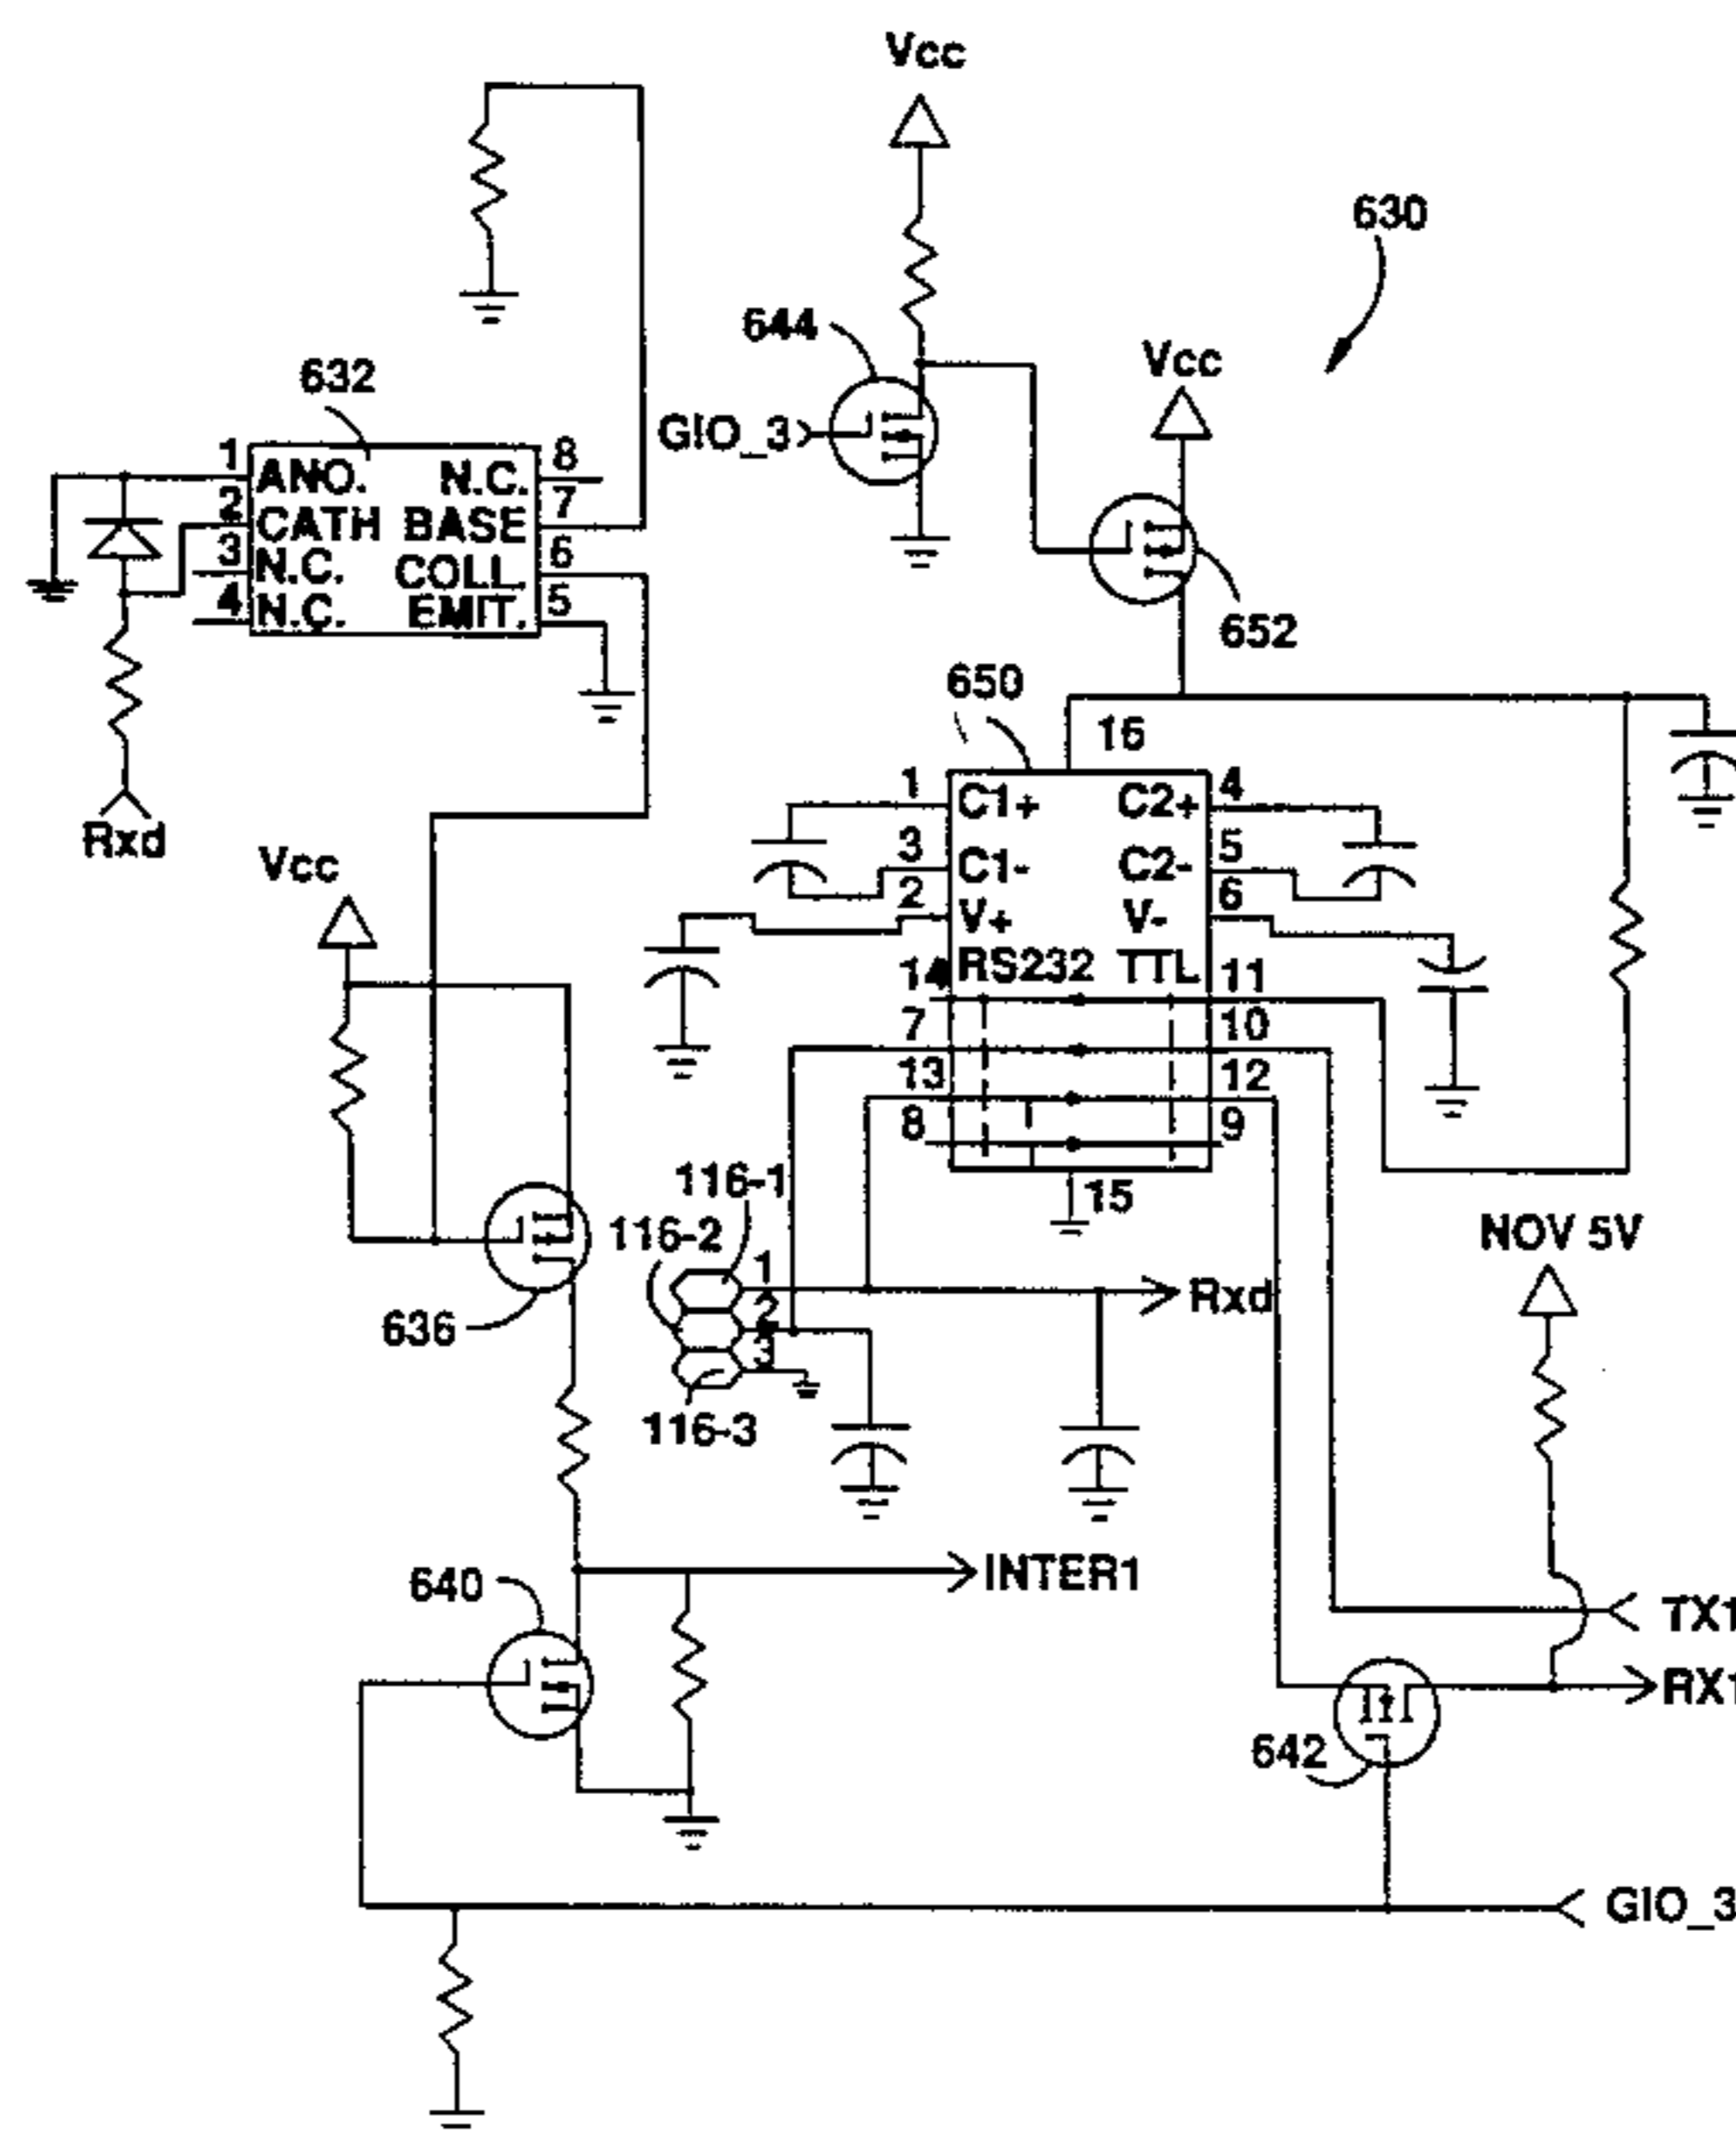 Vcc
630
644
Vcc
632
GIO_3
1 ANO. N.C. 8
2 CATH BASE 7
3 N.C. COLL. 6
4 N.C. EMIT. 5
652
650
16
Rxd
1 C1+ C2+ 4
Vcc
3 C1- C2- 5
2 V+ V- 6
14 RS232 TTL 11
7 10
13 12
8 9
116-1
15
116-2
NOV 5V
1
Rxd
2
636
3
116-3
INTER1
640
TX1
RX1
642
GIO_3